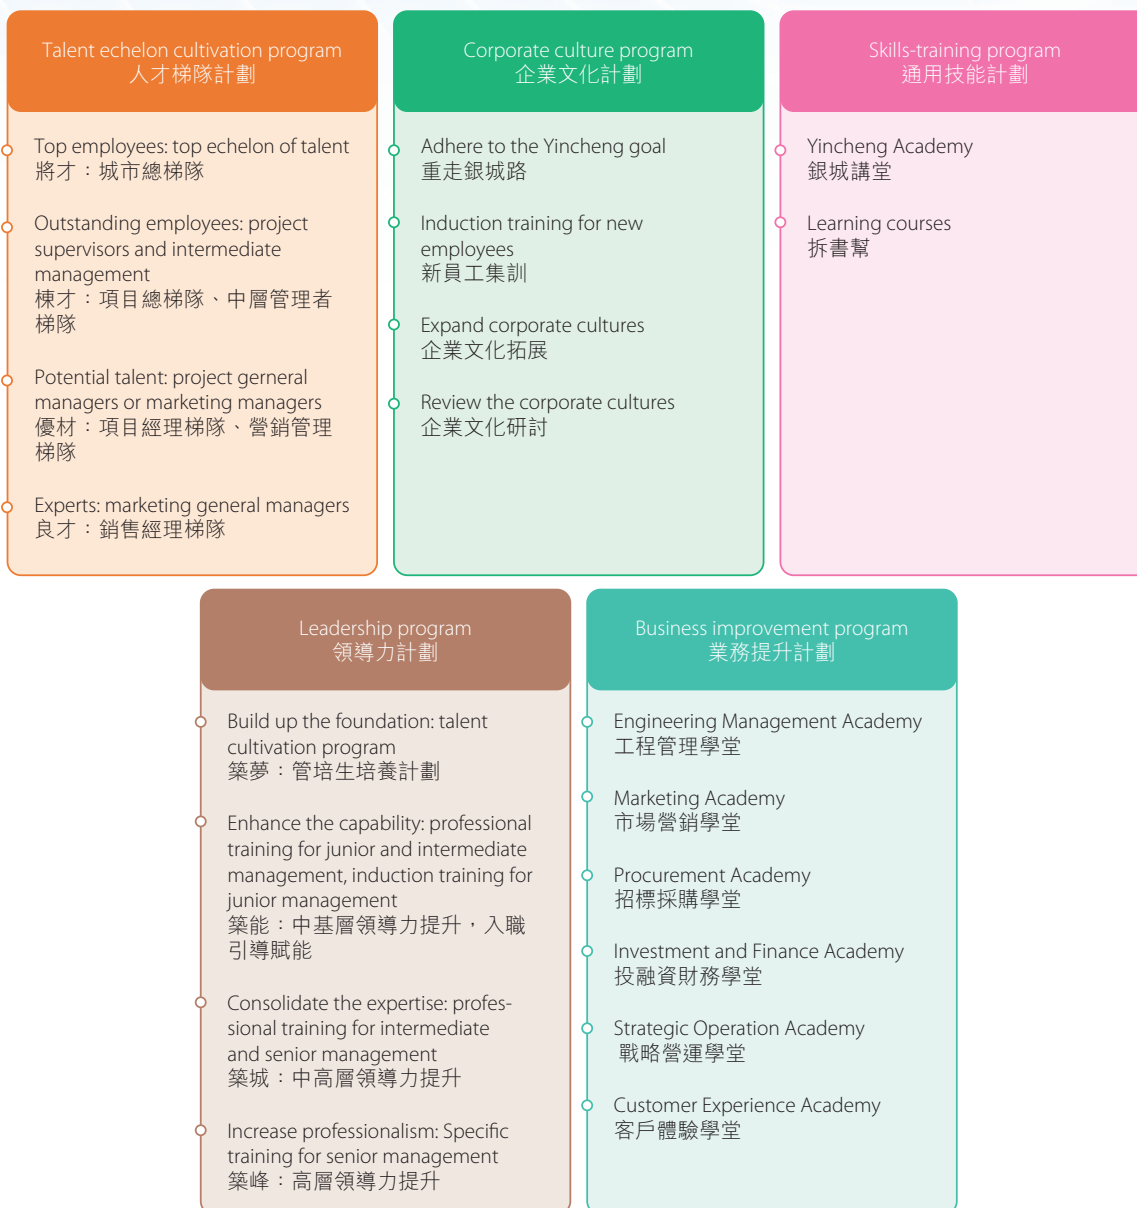 Talent echelon cultivation program
人才梯隊計劃
Top employees: top echelon of talent
將才：城市總梯隊
Outstanding employees: project
supervisors and intermediate
management
棟才：項目總梯隊、中層管理者
梯隊
Potential talent: project gerneral
managers or marketing managers
優材：項目經理梯隊、營銷管理
梯隊
Experts: marketing general managers
良才：銷售經理梯隊
Corporate culture program
企業文化計劃
Adhere to the Yincheng goal
重走銀城路
Induction training for new
employees
新員工集訓
Expand corporate cultures
企業文化拓展
Review the corporate cultures
企業文化研討
Skills-training program
通用技能計劃
Yincheng Academy
銀城講堂
Learning courses
拆書幫
Leadership program
領導力計劃
Build up the foundation: talent
cultivation program
築夢：管培生培養計劃
Enhance the capability: professional
training for junior and intermediate
management, induction training for
junior management
築能：中基層領導力提升，入職
引導賦能
Consolidate the expertise: profes-
sional training for intermediate
and senior management
築城：中高層領導力提升
Increase professionalism: Specific
training for senior management
築峰：高層領導力提升
Business improvement program
業務提升計劃
Engineering Management Academy
工程管理學堂
Marketing Academy
市場營銷學堂
Procurement Academy
招標採購學堂
Investment and Finance Academy
投融資財務學堂
Strategic Operation Academy
戰略營運學堂
Customer Experience Academy
客戶體驗學堂